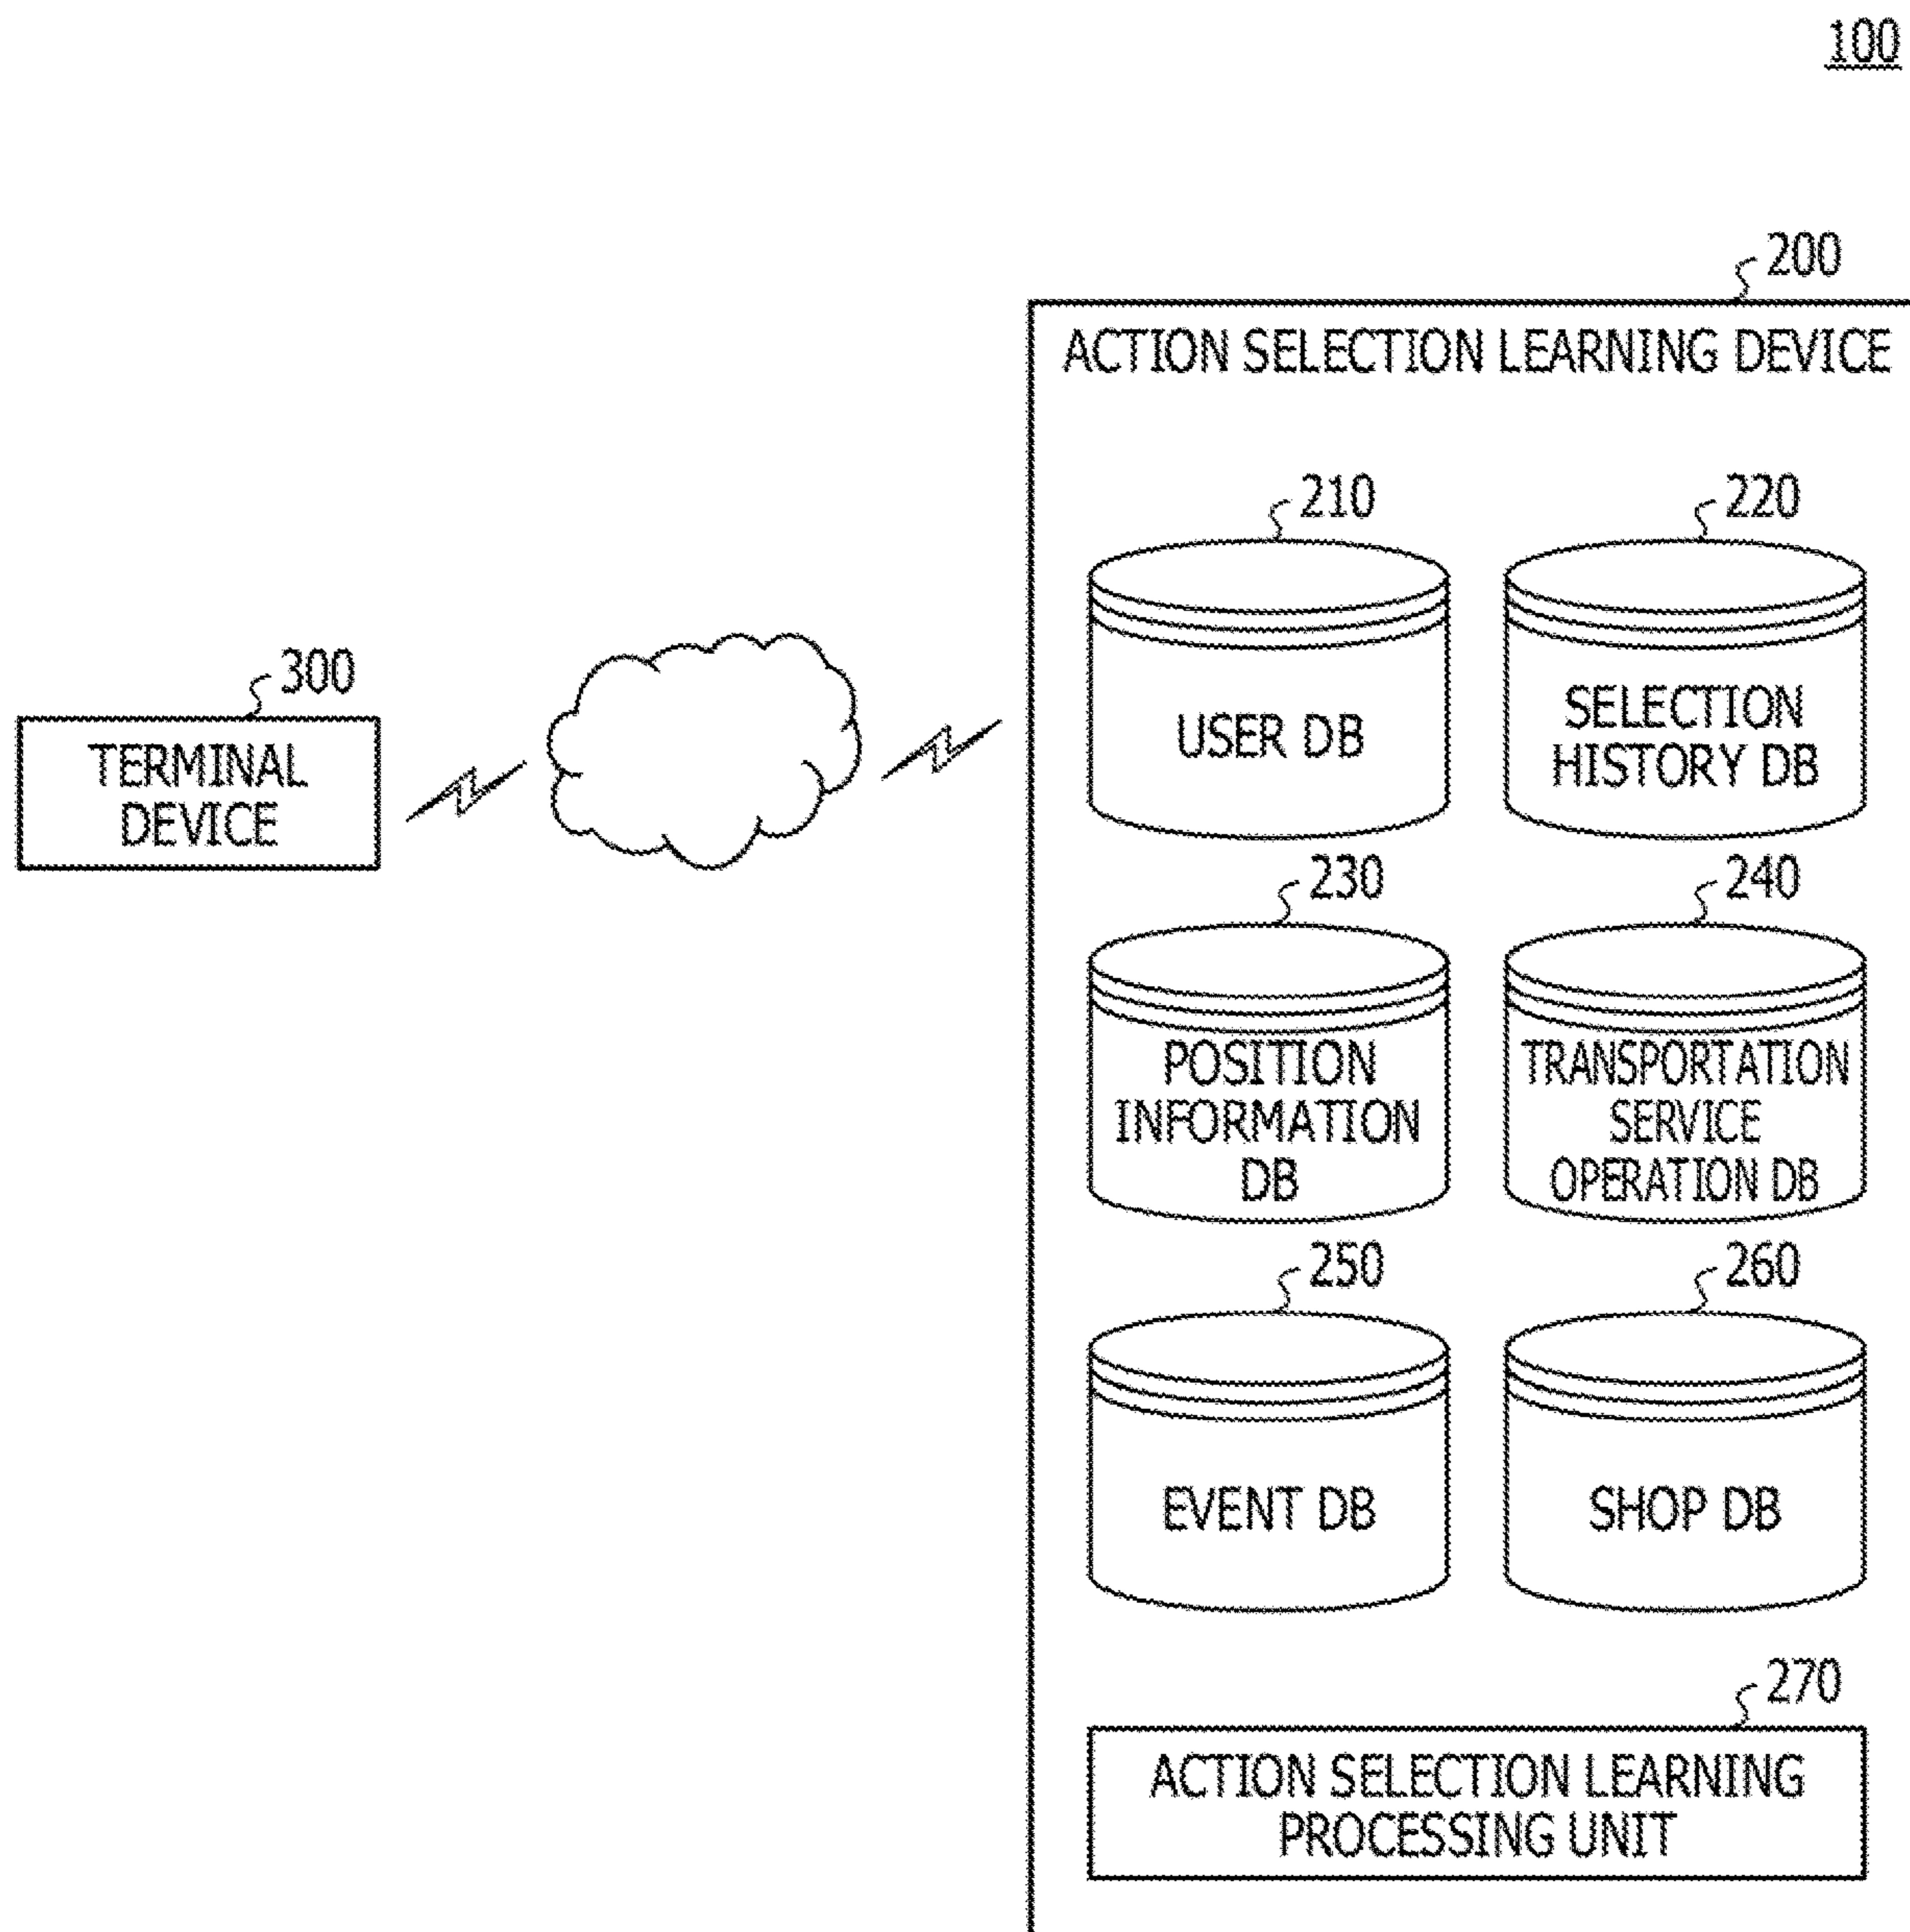 100
200
ACTION SELECTION LEARNING DEVICE
210
220
USER DB
SELECTION
HISTORY DB
300
TERMINAL
DEVICE
230
240
POSITION
INFORMATION
DB
TRANSPORTATION
SERVICE
OPERATION DB
250
260
EVENT DB
SHOP DB
270
ACTION SELECTION LEARNING
PROCESSING UNIT